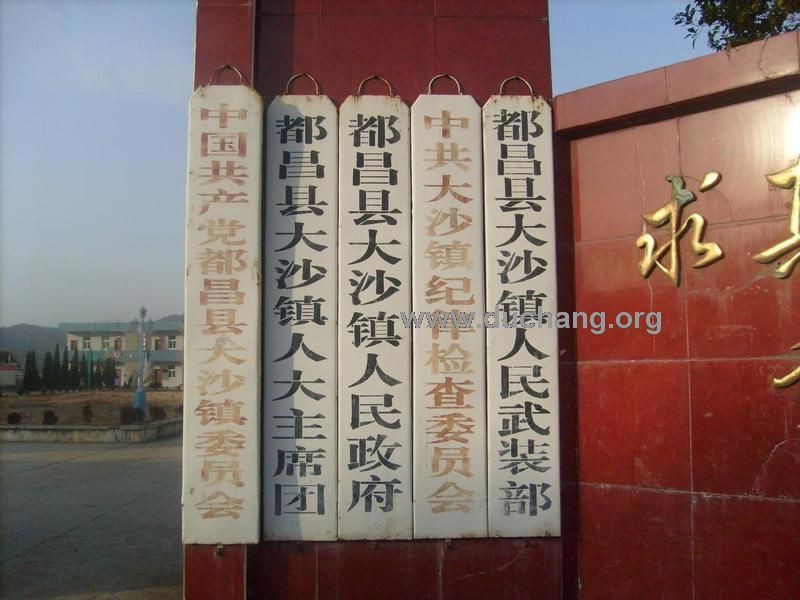 中国共产党都昌县大沙镇委员会
都昌县大沙镇人大主席团
都昌县大沙镇人民政府
中共大沙镇纪律检查委员会
都昌县大沙镇人民武装部
求
www.duchang.org